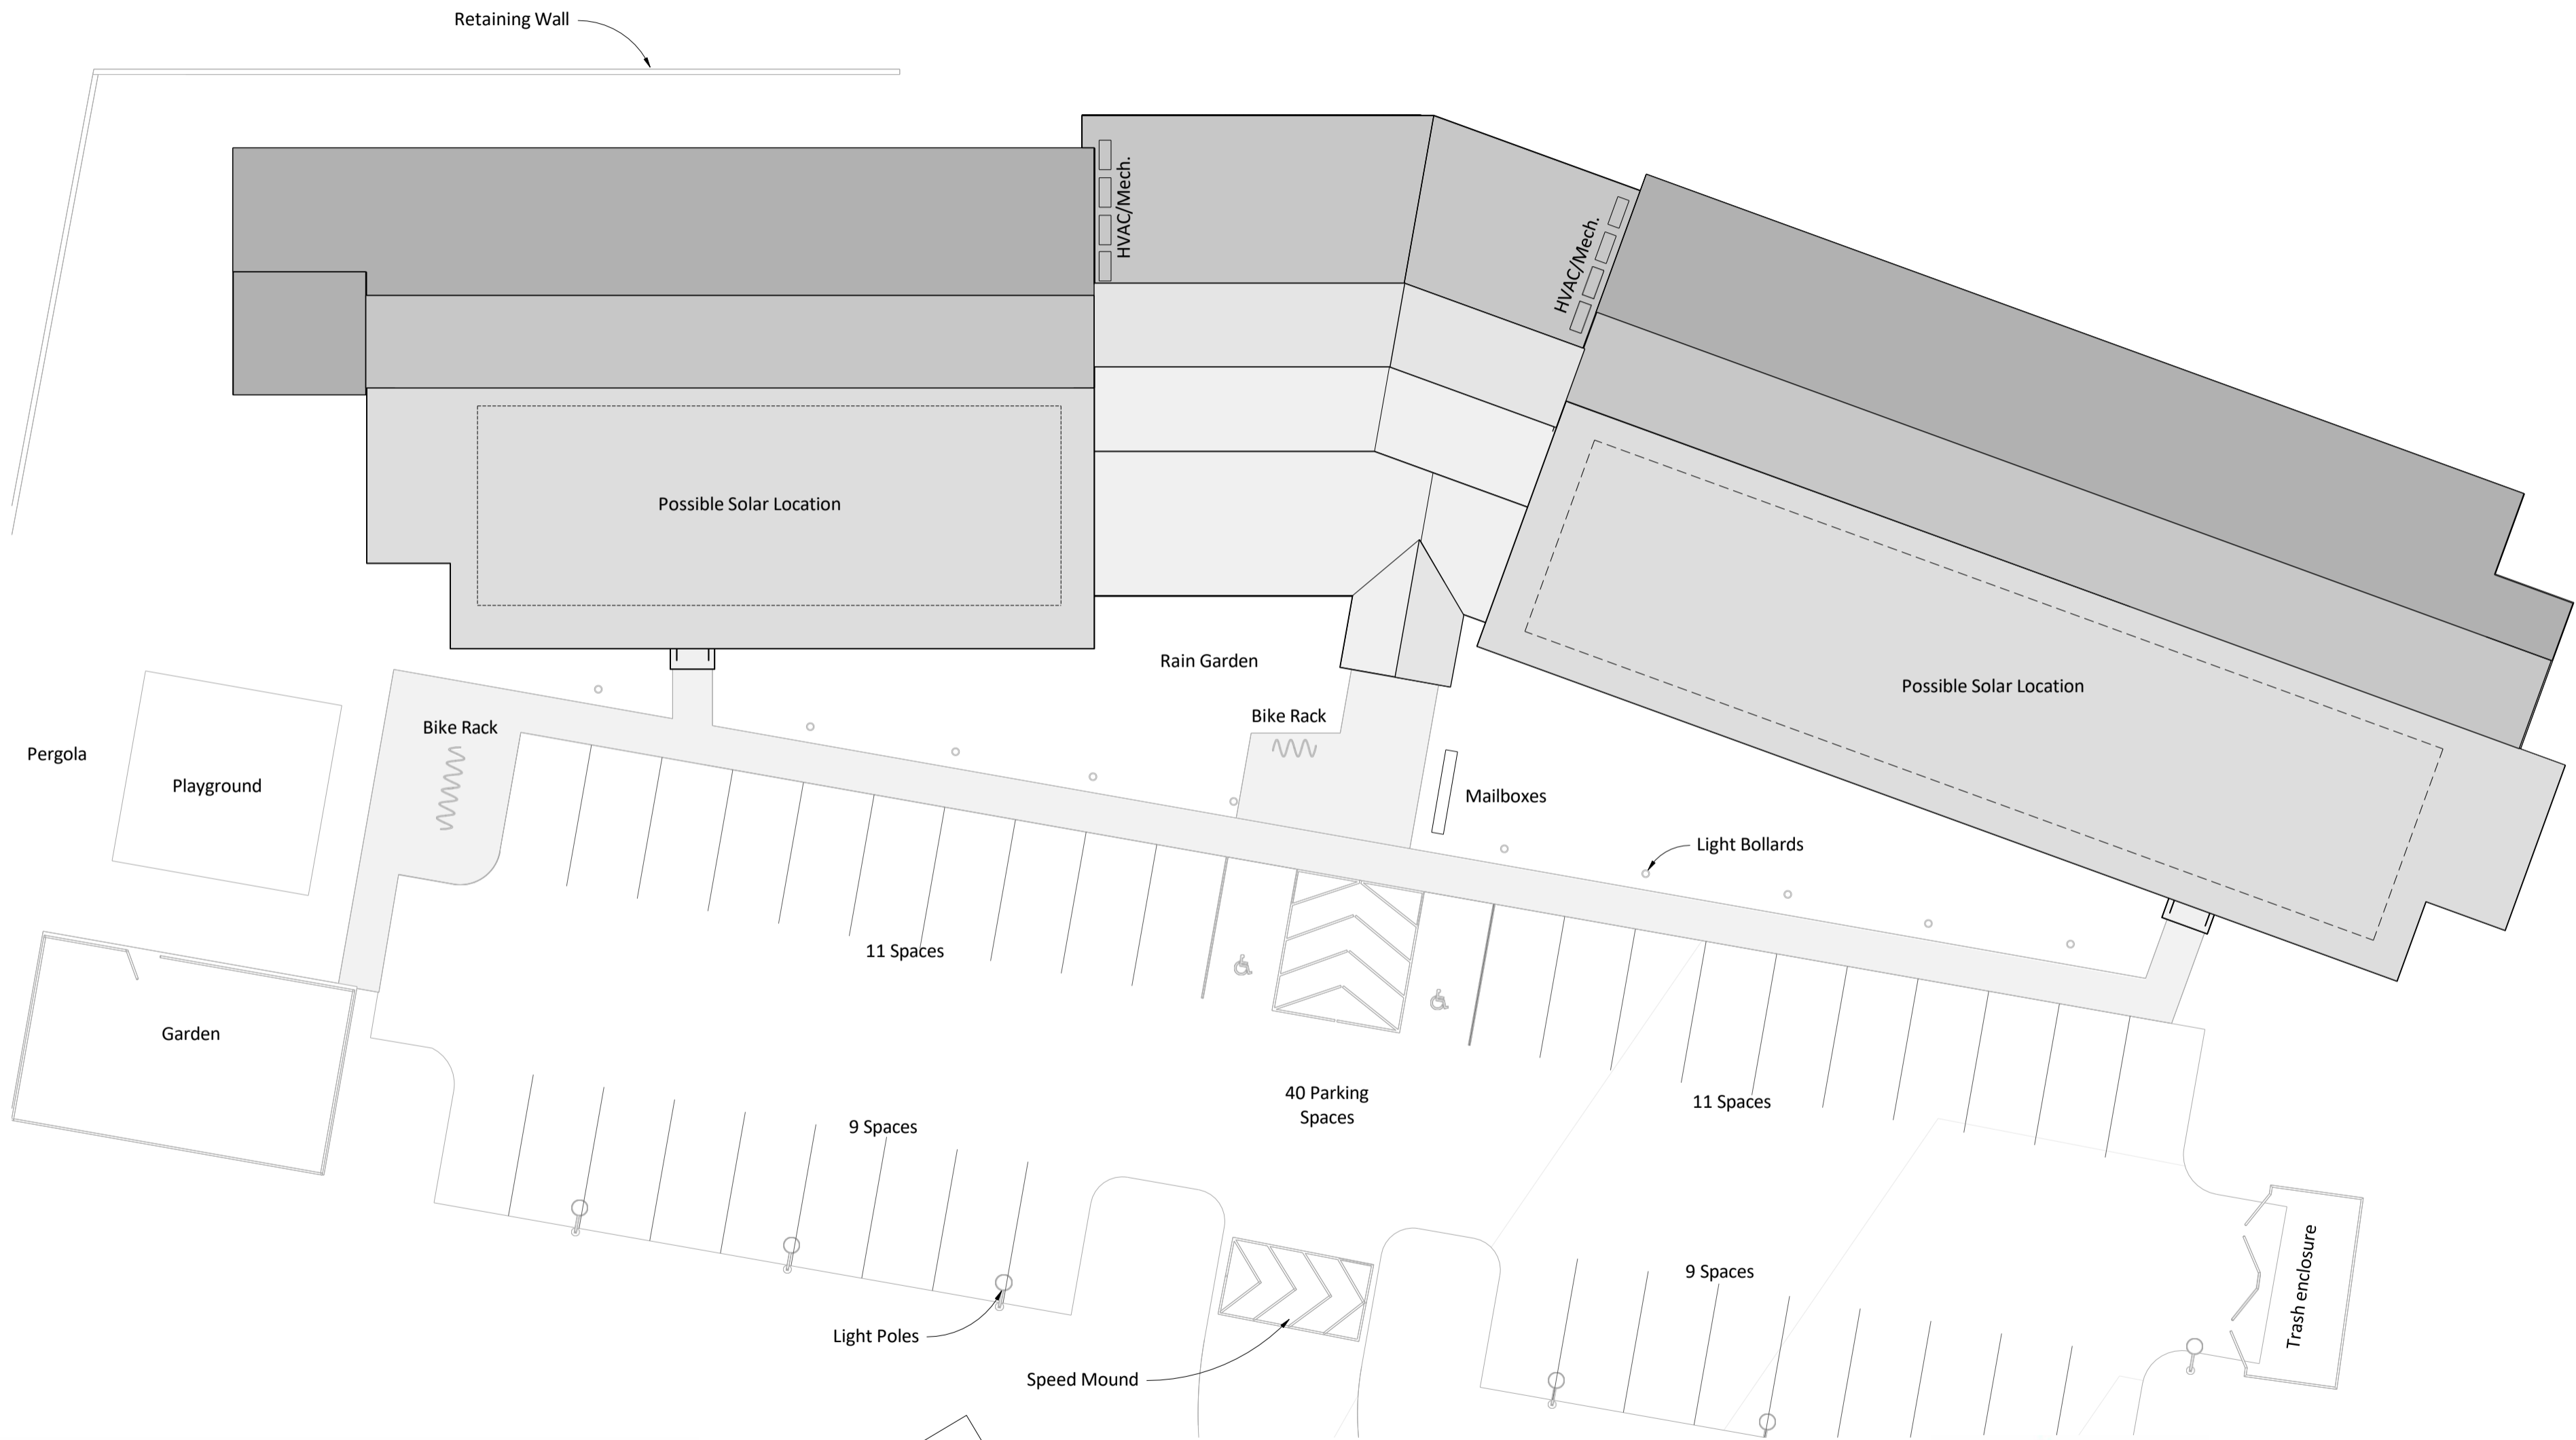 Retaining Wall
HVAC/Mech.
HVAC/Mech.
Possible Solar Location
Possible Solar Location
Rain Garden
Bike Rack
Bike Rack
Pergola
Playground
Mailboxes
Light Bollards
11 Spaces
Garden
40 Parking
Spaces
11 Spaces
9 Spaces
9 Spaces
Trash enclosure
Light Poles
Speed Mound